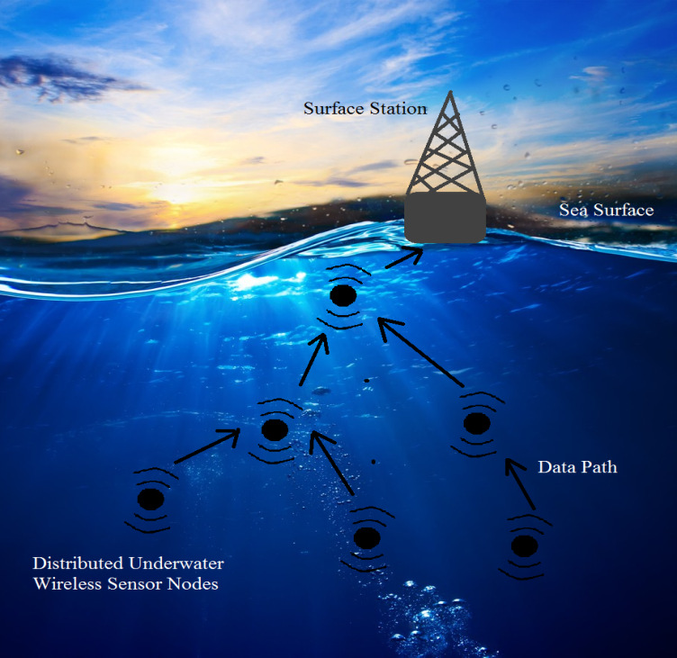 Surface Station
Sea Surface
Data Path
Distributed Underwater
Wireless Sensor Nodes